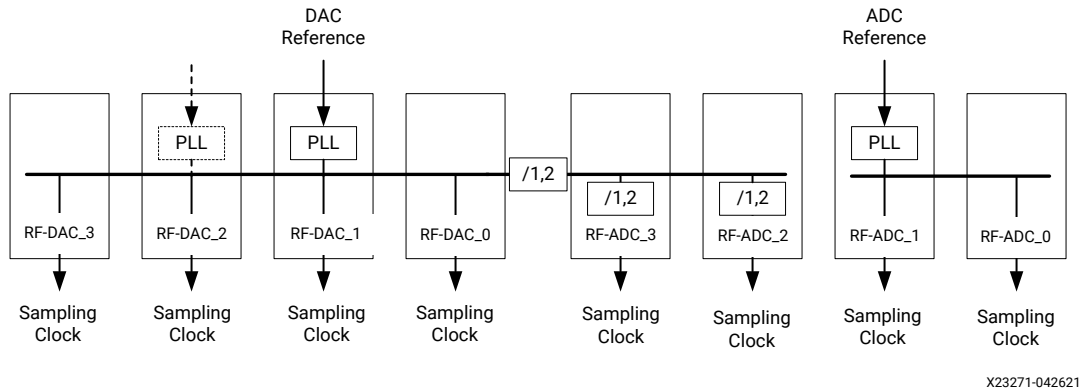 DAC
Reference
ADC
Reference
PLL
PLL
PLL
/1,2
/1,2
/1,2
RF-DAC_3
RF-DAC_2
RF-DAC_1
RF-DAC_0
RF-ADC_3
RF-ADC_2
RF-ADC_1
RF-ADC_0
Sampling
Clock
Sampling
Clock
Sampling
Clock
Sampling
Clock
Sampling
Clock
Sampling
Clock
Sampling
Clock
Sampling
Clock
X23271-042621